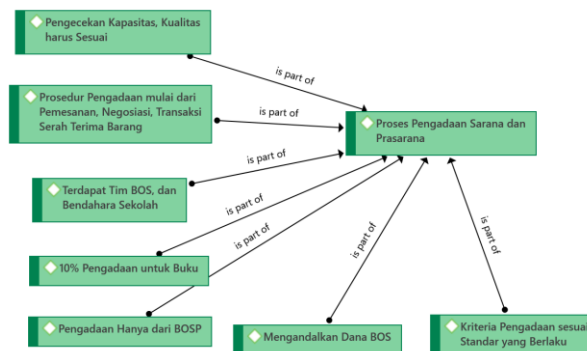 Pengecekan Kapasitas, Kualitas
harus Sesuai
is part of
Prosedur Pengadaan mulai dari
Pemesanan, Negosiasi, Transaksi
Serah Terima Barang
is part of
Proses Pengadaan Sarana dan
Prasarana
is part of
Terdapat Tim BOS, dan
Bendahara Sekolah
is part of
is part of
is part of
is part of
10% Pengadaan untuk Buku
Pengadaan Hanya dari BOSP
Mengandalkan Dana BOS
Kriteria Pengadaan sesuai
Standar yang Berlaku